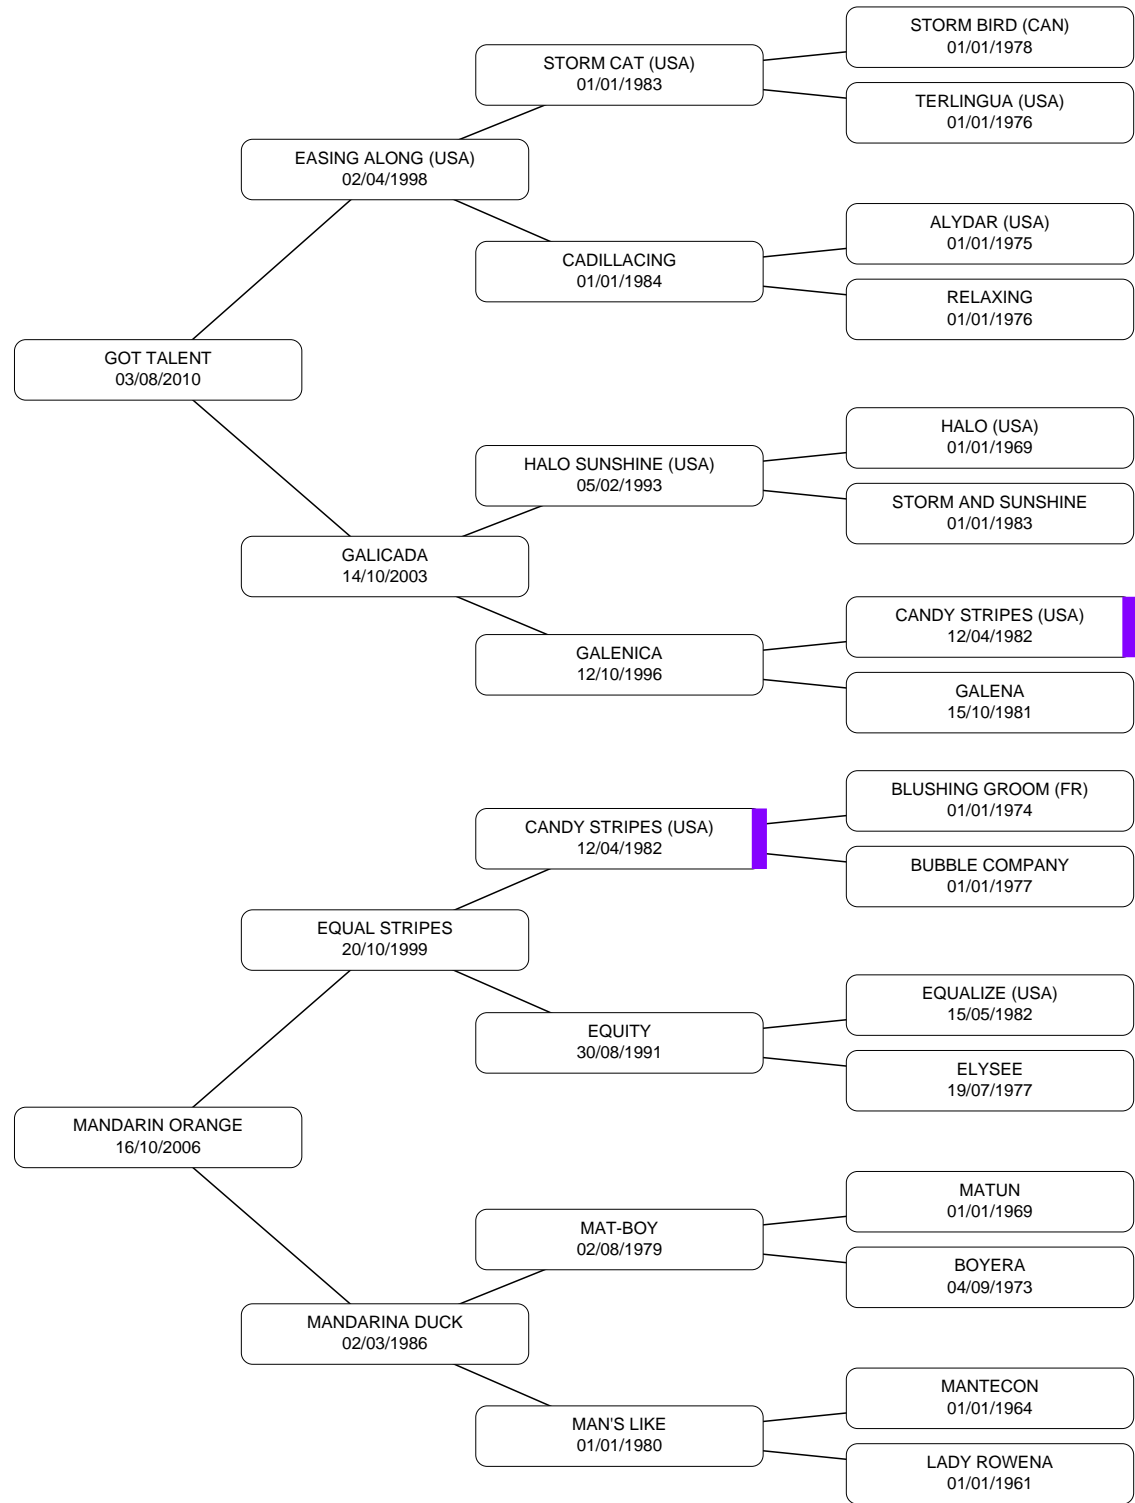 STORM BIRD (CAN)
01/01/1978
STORM CAT (USA)
01/01/1983
TERLINGUA (USA)
01/01/1976
EASING ALONG (USA)
02/04/1998
ALYDAR (USA)
01/01/1975
CADILLACING
01/01/1984
RELAXING
01/01/1976
GOT TALENT
03/08/2010
HALO (USA)
01/01/1969
HALO SUNSHINE (USA)
05/02/1993
STORM AND SUNSHINE
01/01/1983
GALICADA
14/10/2003
CANDY STRIPES (USA)
12/04/1982
GALENICA
12/10/1996
GALENA
15/10/1981
BLUSHING GROOM (FR)
01/01/1974
CANDY STRIPES (USA)
12/04/1982
BUBBLE COMPANY
01/01/1977
EQUAL STRIPES
20/10/1999
EQUALIZE (USA)
15/05/1982
EQUITY
30/08/1991
ELYSEE
19/07/1977
MANDARIN ORANGE
16/10/2006
MATUN
01/01/1969
MAT-BOY
02/08/1979
BOYERA
04/09/1973
MANDARINA DUCK
02/03/1986
MANTECON
01/01/1964
MAN'S LIKE
01/01/1980
LADY ROWENA
01/01/1961